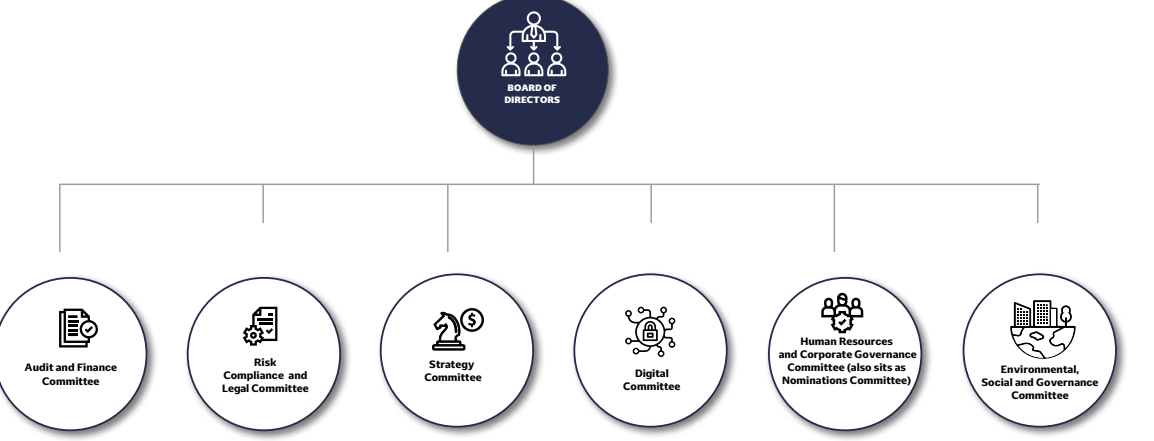 BOARD OF
DIRECTORS
$
Audit and Finance
Committee
Risk
Compliance and
Legal Committee
Strategy
Committee
Digital
Committee
Human Resources
and Corporate Governance
Committee (also sits as
Nominations Committee)
Environmental,
Social and Governance
Committee